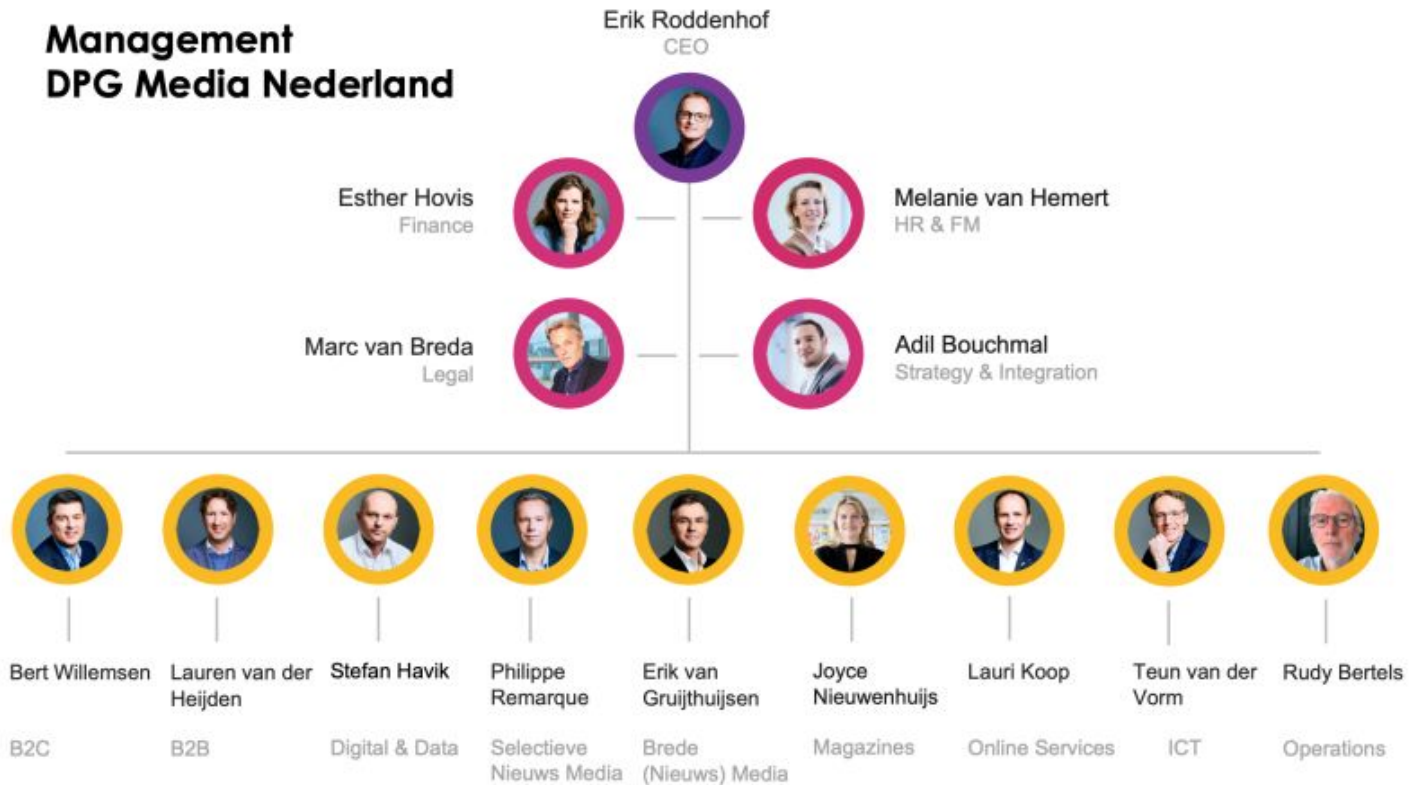 Management
DPG Media Nederland
Erik Roddenhof
CEO
Esther Hovis
Finance
Melanie van Hemert
HR & FM
Marc van Breda
Legal
Adil Bouchmal
Strategy & Integration
Bert Willemsen
B2C
Lauren van der
Heijden
B2B
Stefan Havik
Digital & Data
Philippe
Remarque
Selectieve
Nieuws Media
Erik van
Gruijthuijsen
Brede
(Nieuws) Media
Joyce
Nieuwenhuijs
Magazines
Lauri Koop
Online Services
Teun van der
Vorm
ICT
Rudy Bertels
Operations